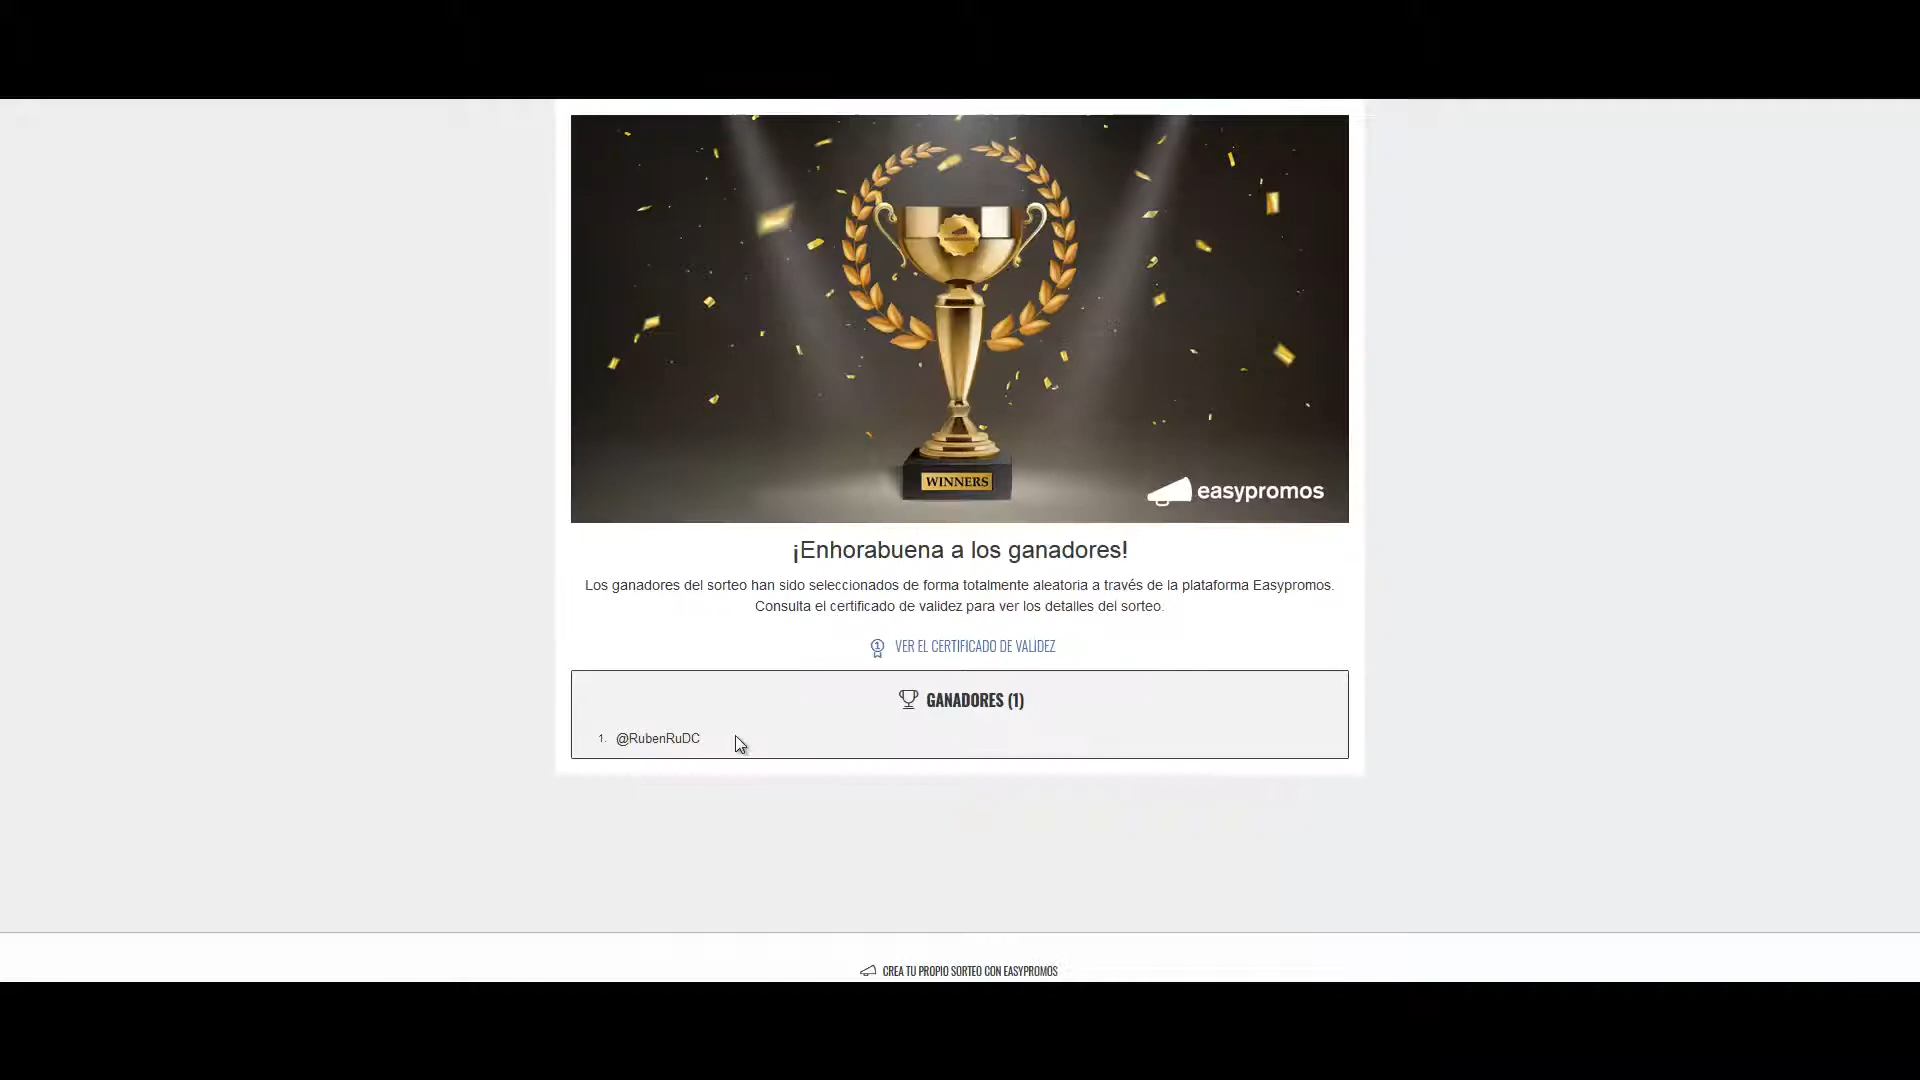 WINNERS
easypromos
¡Enhorabuena a los ganadores!
Los ganadores del sorteo han sido seleccionados de forma totalmente aleatoria a través de la plataforma Easypromos.
Consulta el certificado de validez para ver los detalles del sorteo.
VER EL CERTIFICADO DE VALIDEZ
GANADORES (1)
1. @RubenRuDC
CREA TU PROPIO SORTEO CON EASYPROMOS